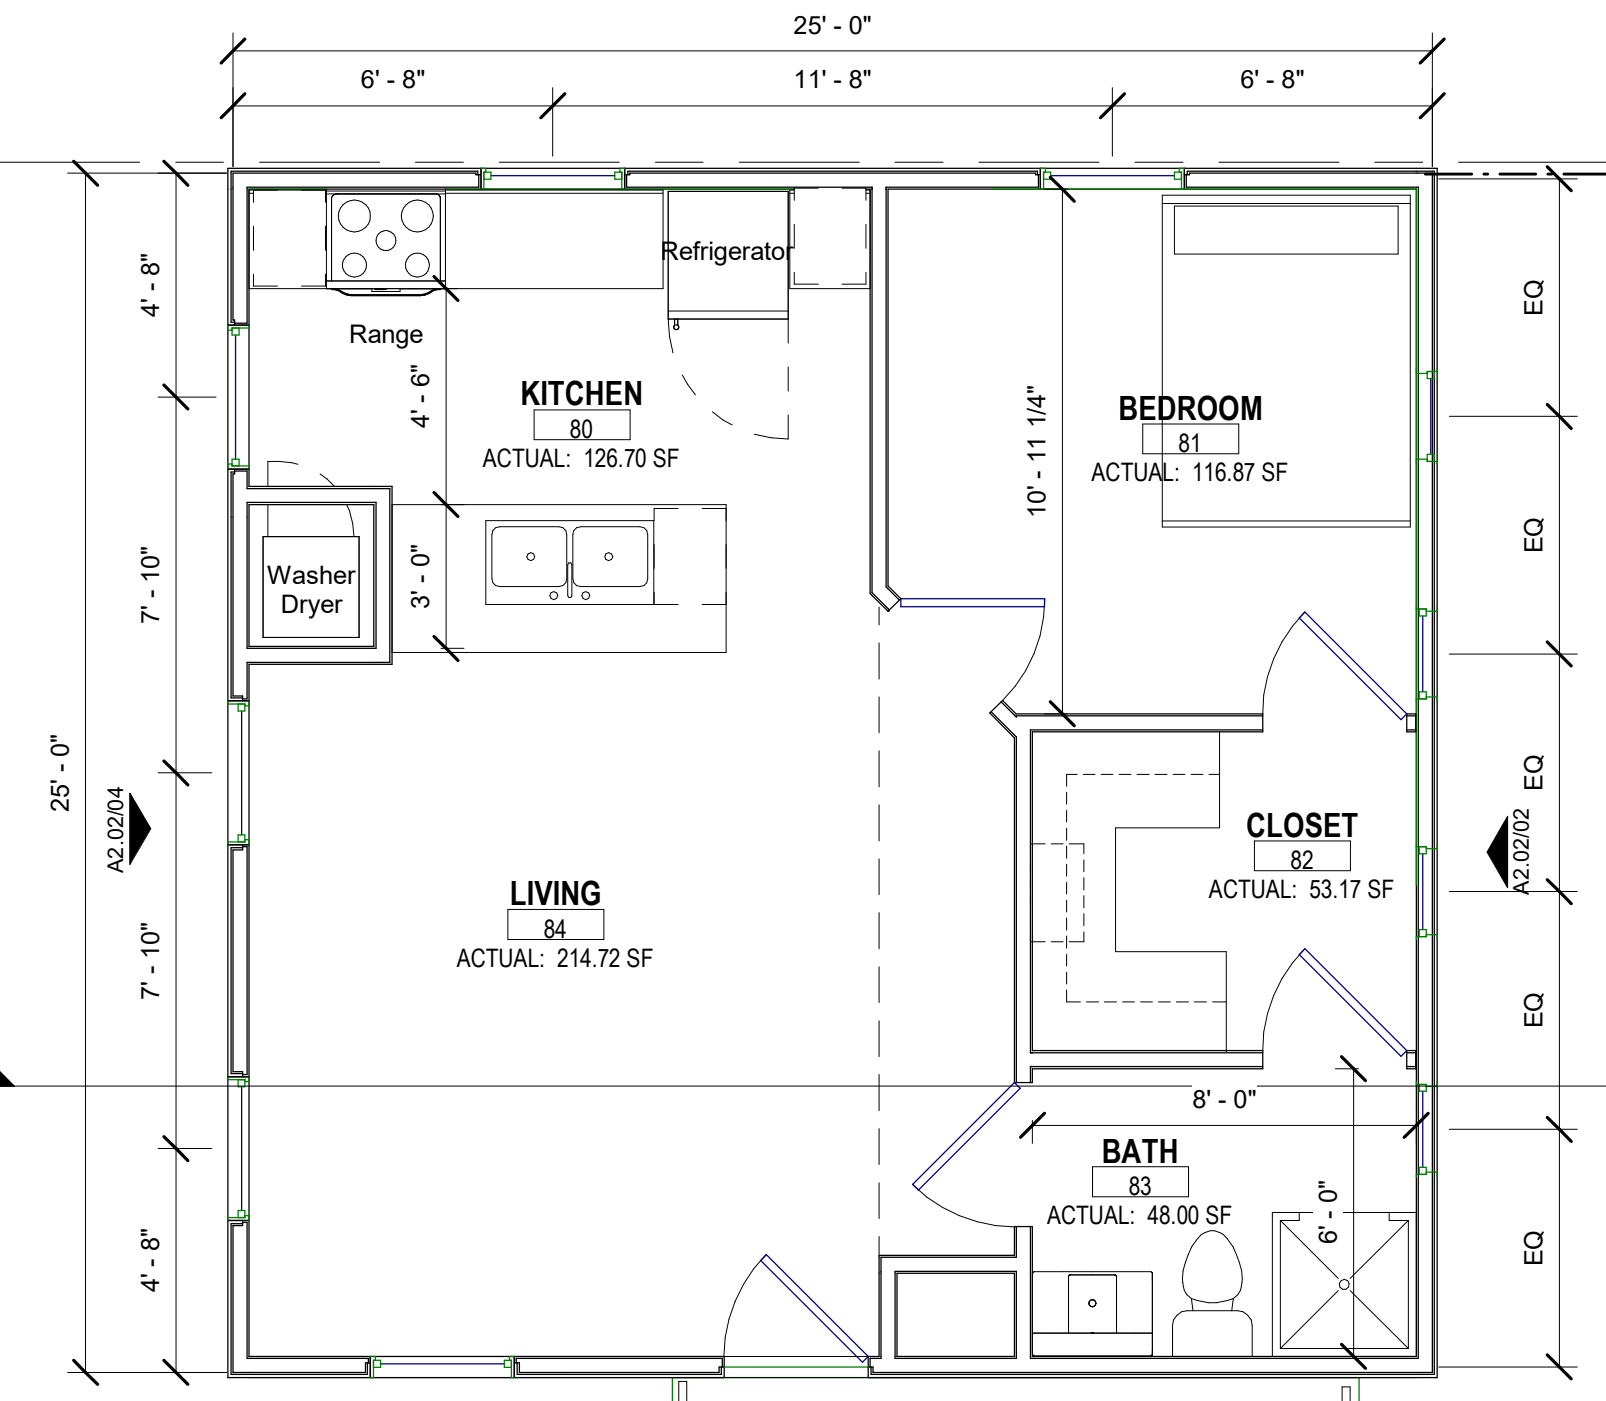 25' - 0"
6' - 8"
11' - 8"
6' - 8"
4' - 8"
7' - 10"
25' - 0"
A2.02/04
7' - 10"
4' - 8"
Refrigerator
Range
4' - 6"
KITCHEN
80
ACTUAL: 126.70 SF
10' - 11 1/4"
BEDROOM
81
ACTUAL: 116.87 SF
Washer
Dryer
3' - 0"
CLOSET
82
ACTUAL: 53.17 SF
LIVING
84
ACTUAL: 214.72 SF
8' - 0"
BATH
83
ACTUAL: 48.00 SF
6' - 0"
EQ
EQ
EQ
A2.02/02
EQ
EQ